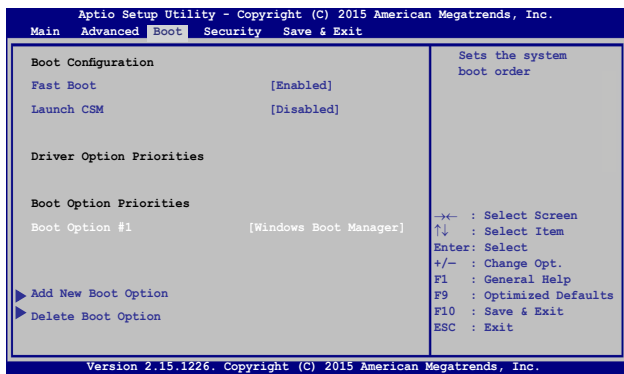 Aptio Setup Utility - Copyright (C) 2015 American Megatrends, Inc.
Main Advanced Boot Security Save & Exit
Boot Configuration
Fast Boot [Enabled]
Launch CSM [Disabled]
Driver Option Priorities
Boot Option Priorities
Boot Option #1 [Windows Boot Manager]
Add New Boot Option
Delete Boot Option
Sets the system
boot order
→← : Select Screen
↑↓ : Select Item
Enter: Select
+/— : Change Opt.
F1 : General Help
F9 : Optimized Defaults
F10 : Save & Exit
ESC : Exit
Version 2.15.1226. Copyright (C) 2015 American Megatrends, Inc.